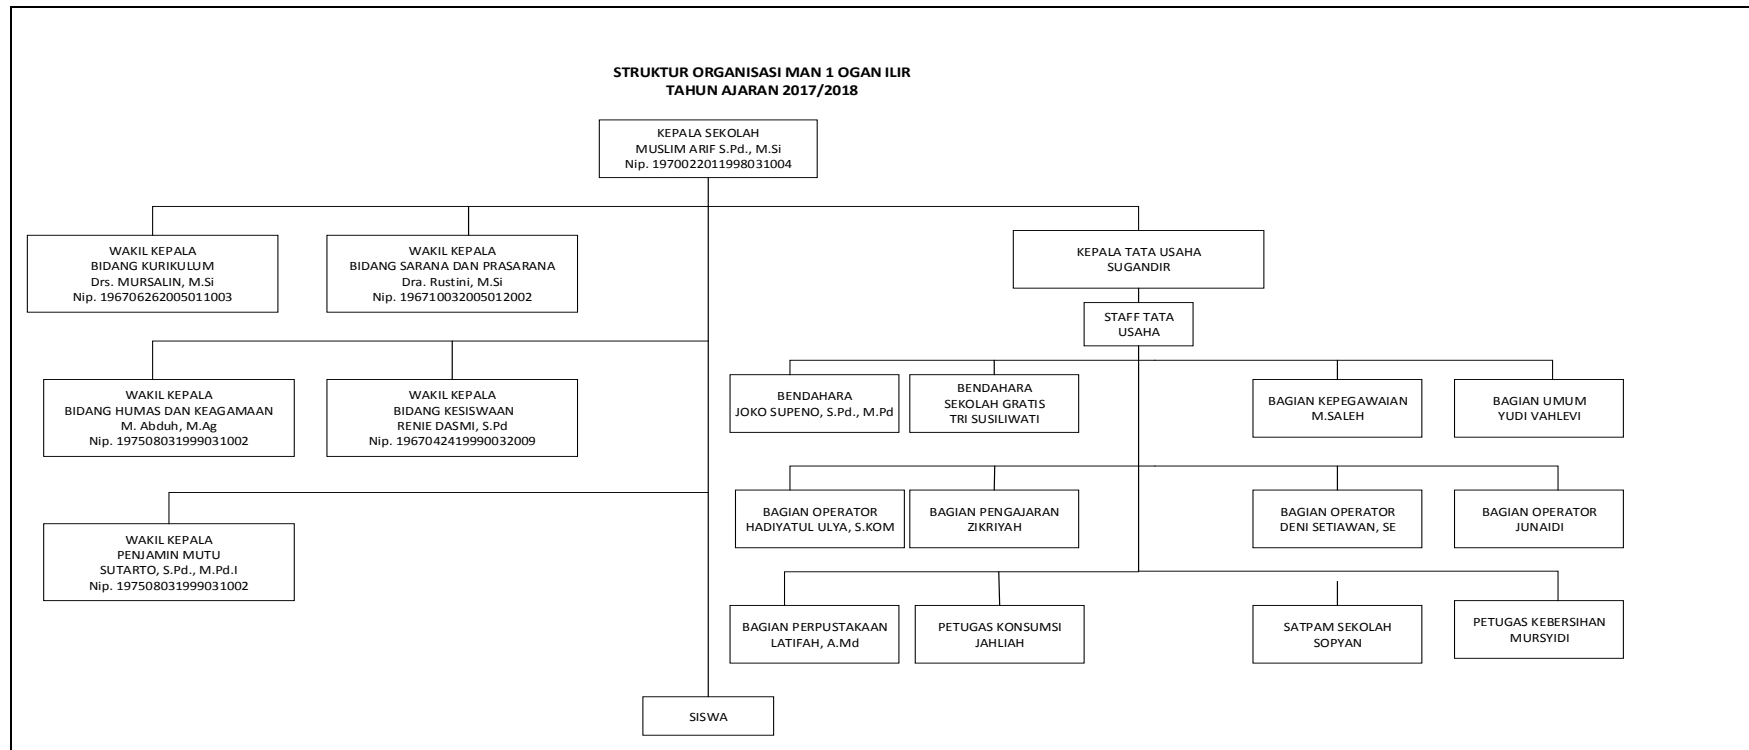 STRUKTUR ORGANISASI MAN 1 OGAN ILIR
TAHUN AJARAN 2017/2018
KEPALA SEKOLAH
MUSLIM ARIF S.Pd., M.Si
Nip. 1970022011998031004
WAKIL KEPALA
BIDANG KURIKULUM
Drs. MURSALIN, M.Si
Nip. 196706262005011003
WAKIL KEPALA
BIDANG SARANA DAN PRASARANA
Dra. Rustini, M.Si
Nip. 196710032005012002
KEPALA TATA USAHA
SUGANDIR
STAFF TATA
USAHA
WAKIL KEPALA
BIDANG HUMAS DAN KEAGAMAAN
M. Abduh, M.Ag
Nip. 197508031999031002
WAKIL KEPALA
BIDANG KESISWAAN
RENIE DASMI, S.Pd
Nip. 1967042419990032009
BENDAHARA
JOKO SUPENO, S.Pd., M.Pd
BENDAHARA
SEKOLAH GRATIS
TRI SUSILIWATI
BAGIAN KEPEGAWAIAN
M.SALEH
BAGIAN UMUM
YUDI VAHLEVI
BAGIAN OPERATOR
HADIYATUL ULYA, S.KOM
BAGIAN PENGAJARAN
ZIKRIYAH
BAGIAN OPERATOR
DENI SETIAWAN, SE
BAGIAN OPERATOR
JUNAIDI
WAKIL KEPALA
PENJAMIN MUTU
SUTARTO, S.Pd., M.Pd.I
Nip. 197508031999031002
BAGIAN PERPUSTAKAAN
LATIFAH, A.Md
PETUGAS KONSUMSI
JAHLIAH
SATPAM SEKOLAH
SOPYAN
PETUGAS KEBERSIHAN
MURSYIDI
SISWA